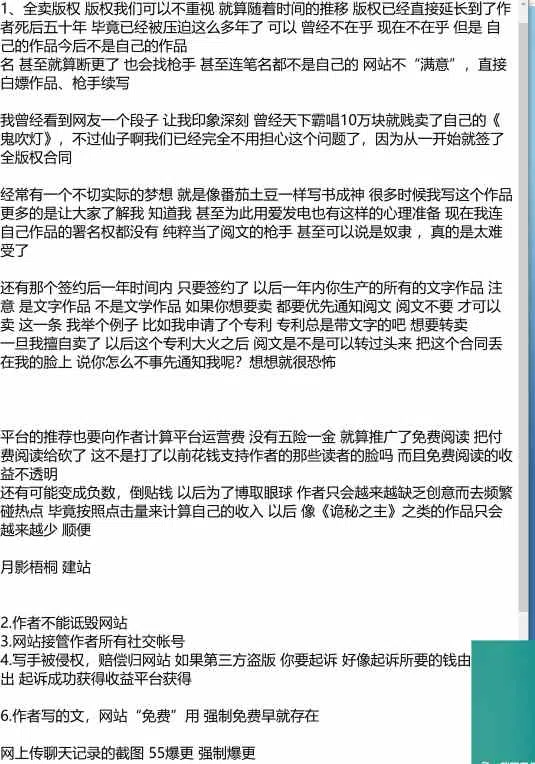 1、全卖版权 版权我们可以不重视 就算随着时间的推移 版权已经直接延长到了作
者死后五十年 毕竟已经被压迫这么多年了 可以 曾经不在乎 现在不在乎 但是 自
己的作品今后不是自己的作品
名 甚至就算断更了 也会找枪手 甚至连笔名都不是自己的 网站不“满意”，直接
白嫖作品、枪手续写
我曾经看到网友一个段子 让我印象深刻 曾经天下霸唱10万块就贱卖了自己的《
鬼吹灯》，不过仙子啊我们已经完全不用担心这个问题了，因为从一开始就签了
全版权合同
经常有一个不切实际的梦想 就是像番茄土豆一样写书成神 很多时候我写这个作品
更多的是让大家了解我 知道我 甚至为此用爱发电也有这样的心理准备 现在我连
自己作品的署名权都没有 纯粹当了阅文的枪手 甚至可以说是奴隶 ，真的是太难
受了
还有那个签约后一年时间内 只要签约了 以后一年内你生产的所有的文字作品 注
意 是文字作品 不是文学作品 如果你想要卖 都要优先通知阅文 阅文不要 才可以
卖 这一条 我举个例子 比如我申请了个专利 专利总是带文字的吧 想要转卖
一旦我擅自卖了 以后这个专利大火之后 阅文是不是可以转过头来 把这个合同丢
在我的脸上 说你怎么不事先通知我呢？想想就很恐怖
平台的推荐也要向作者计算平台运营费 没有五险一金 就算推广了免费阅读 把付
费阅读给砍了 这不是打了以前花钱支持作者的那些读者的脸吗 而且免费阅读的收
益不透明
还有可能变成负数，倒贴钱 以后为了博取眼球 作者只会越来越缺乏创意而去频繁
碰热点 毕竟按照点击量来计算自己的收入 以后 像《诡秘之主》之类的作品只会
越来越少 顺便
月影梧桐 建站
2.作者不能诋毁网站
3.网站接管作者所有社交帐号
4.写手被侵权，赔偿归网站 如果第三方盗版 你要起诉 好像起诉所要的钱由
出 起诉成功获得收益平台获得
6.作者写的文，网站“免费”用 强制免费早就存在
网上传聊天记录的截图 55爆更 强制爆更